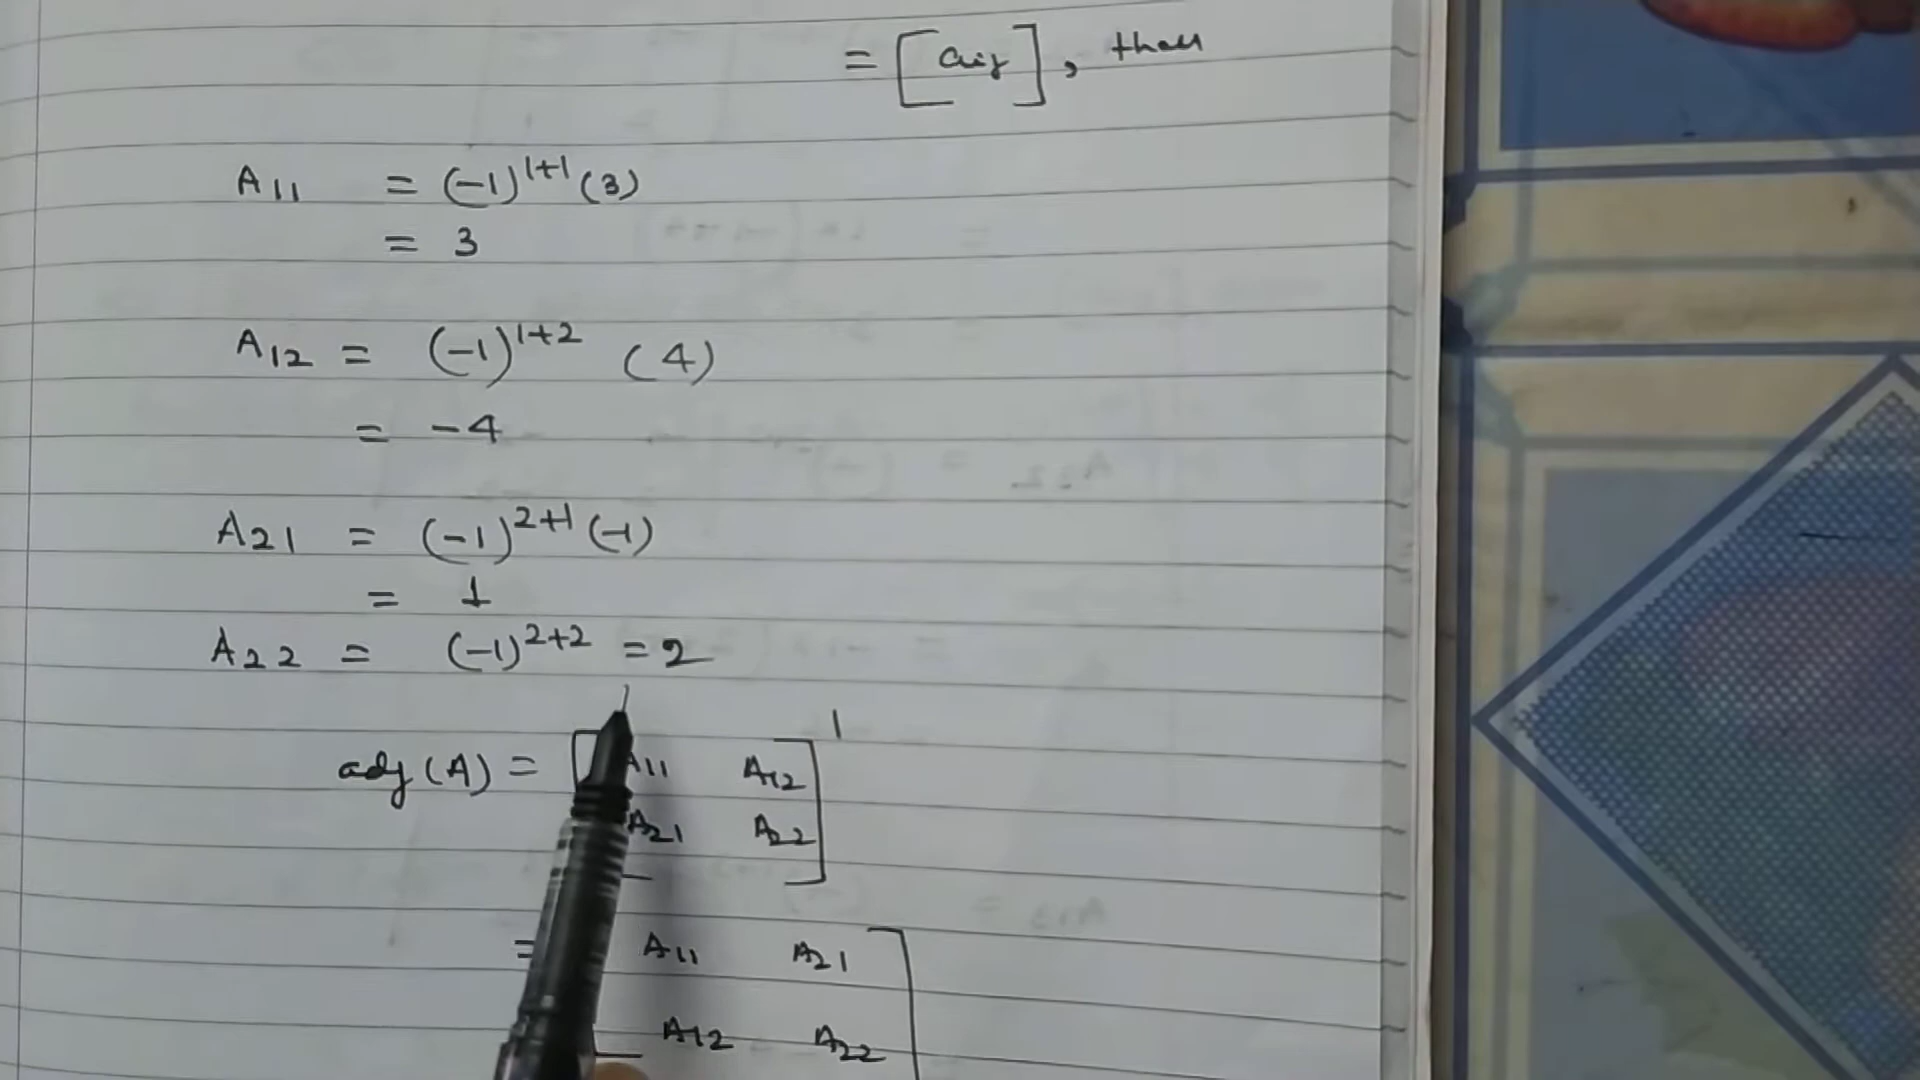 = [aij], then
A11 = (-1)^1+1 (3)
= 3
A12 = (-1)^1+2 (4)
= -4
A21 = (-1)^2+1 (-1)
= 1
A22 = (-1)^2+2 = 2
adj(A) = [A11 A12
A21 A22]'
= A11 A21
A12 A22